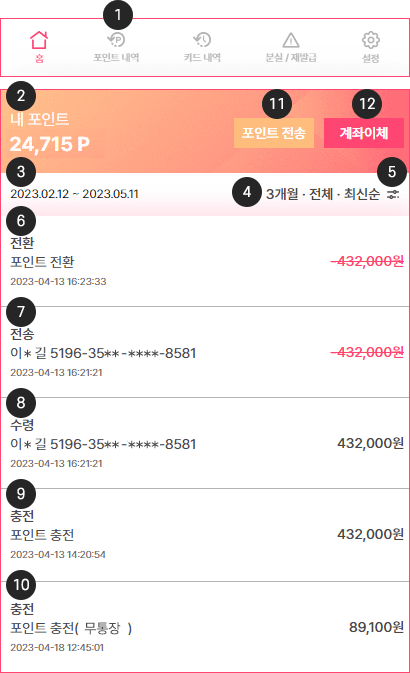 1
홈 포인트 내역 카드 내역 분실 / 재발급 설정
2 11 12
내 포인트 포인트 전송 계좌이체
24,715 P
3 4 5
2023.02.12 ~ 2023.05.11 3개월 · 전체 · 최신순
6
전환
포인트 전환 -432,000원
2023-04-13 16:23:33
7
전송
이*길 5196-35**-****-8581 -432,000원
2023-04-13 16:21:21
8
수령
이*길 5196-35**-****-8581 432,000원
2023-04-13 16:21:21
9
충전
포인트 충전 432,000원
2023-04-13 14:20:54
10
충전
포인트 충전( 무통장 ) 89,100원
2023-04-18 12:45:01